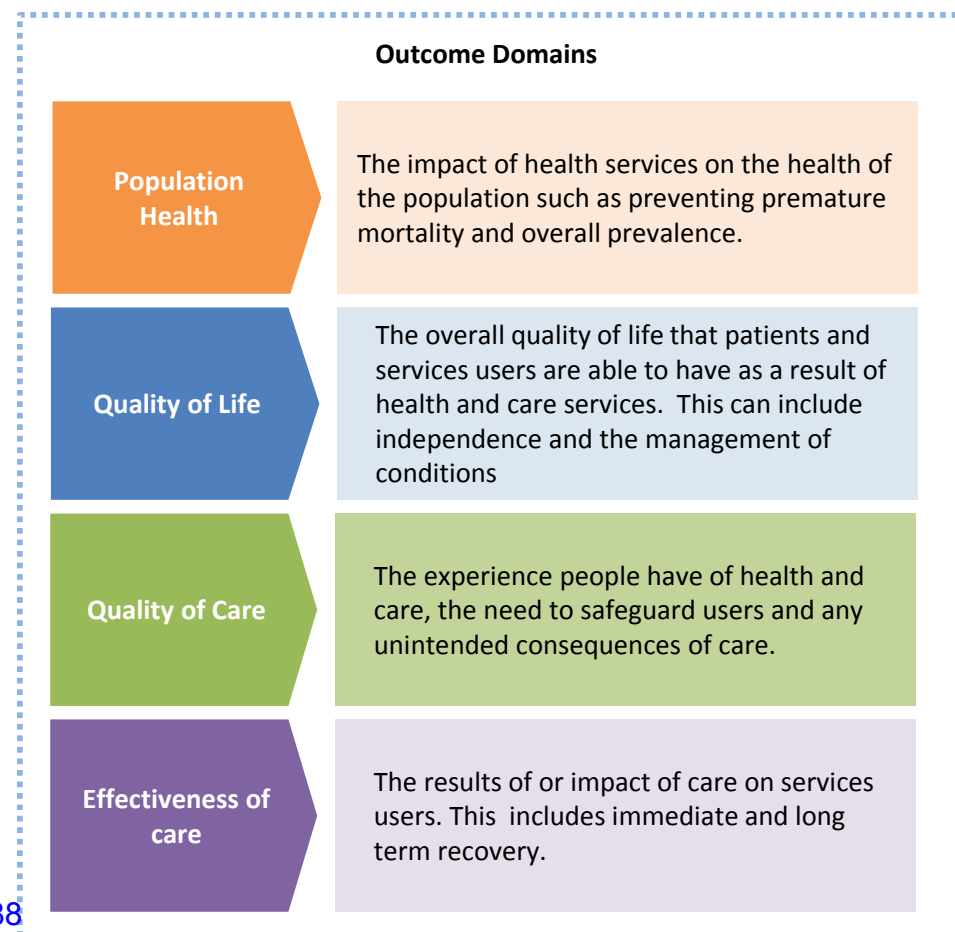 Outcome Domains
Population
Health
The impact of health services on the health of
the population such as preventing premature
mortality and overall prevalence.
Quality of Life
The overall quality of life that patients and
services users are able to have as a result of
health and care services.  This can include
independence and the management of
conditions
Quality of Care
The experience people have of health and
care, the need to safeguard users and any
unintended consequences of care.
Effectiveness of
care
The results of or impact of care on services
users. This  includes immediate and long
term recovery.